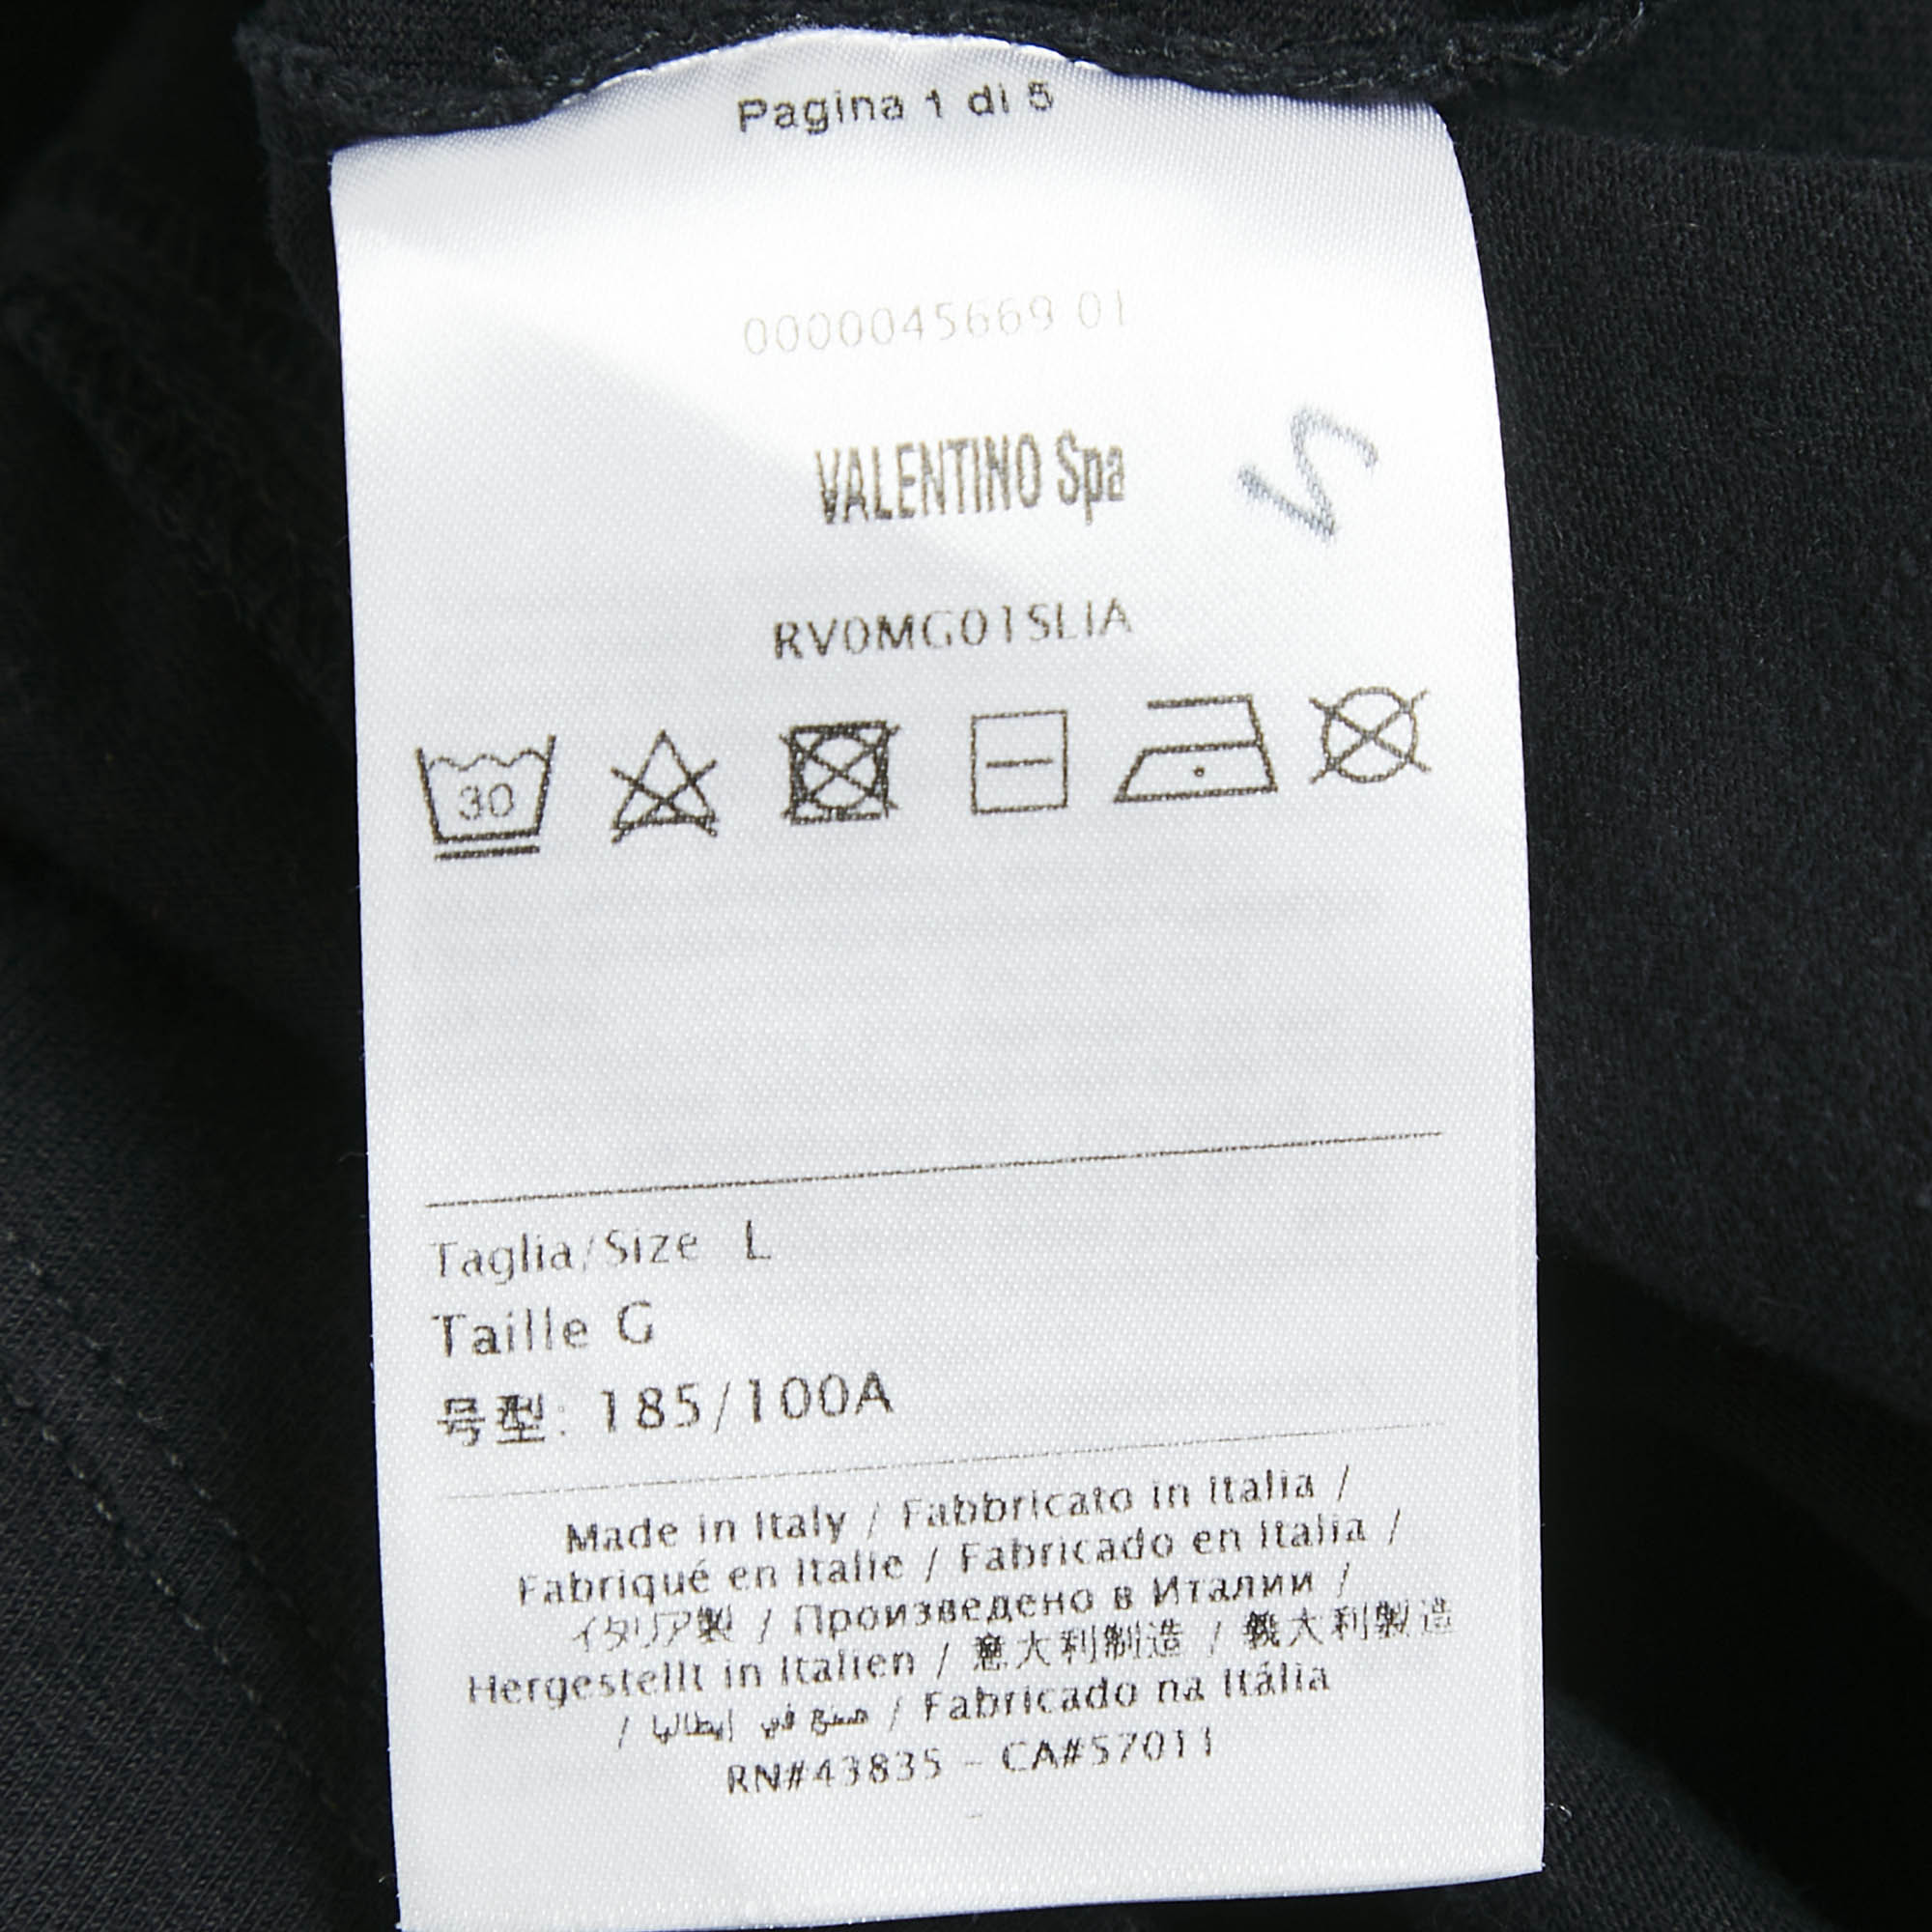 Pagina 1 di 5
0000045669 01
VALENTINO Spa
RV0MG01SLIA
30
Taglia/Size L
Taille G
号型: 185/100A
Made in Italy / Fabbricato in Italia /
Fabriqué en Italie / Fabricado en Italia /
イタリア製 / Произведено в Италии /
Hergestellt in Italien / 意大利制造 / 義大利製造
/ صنع في إيطاليا / Fabricado na Itália
RN#43835 - CA#57011